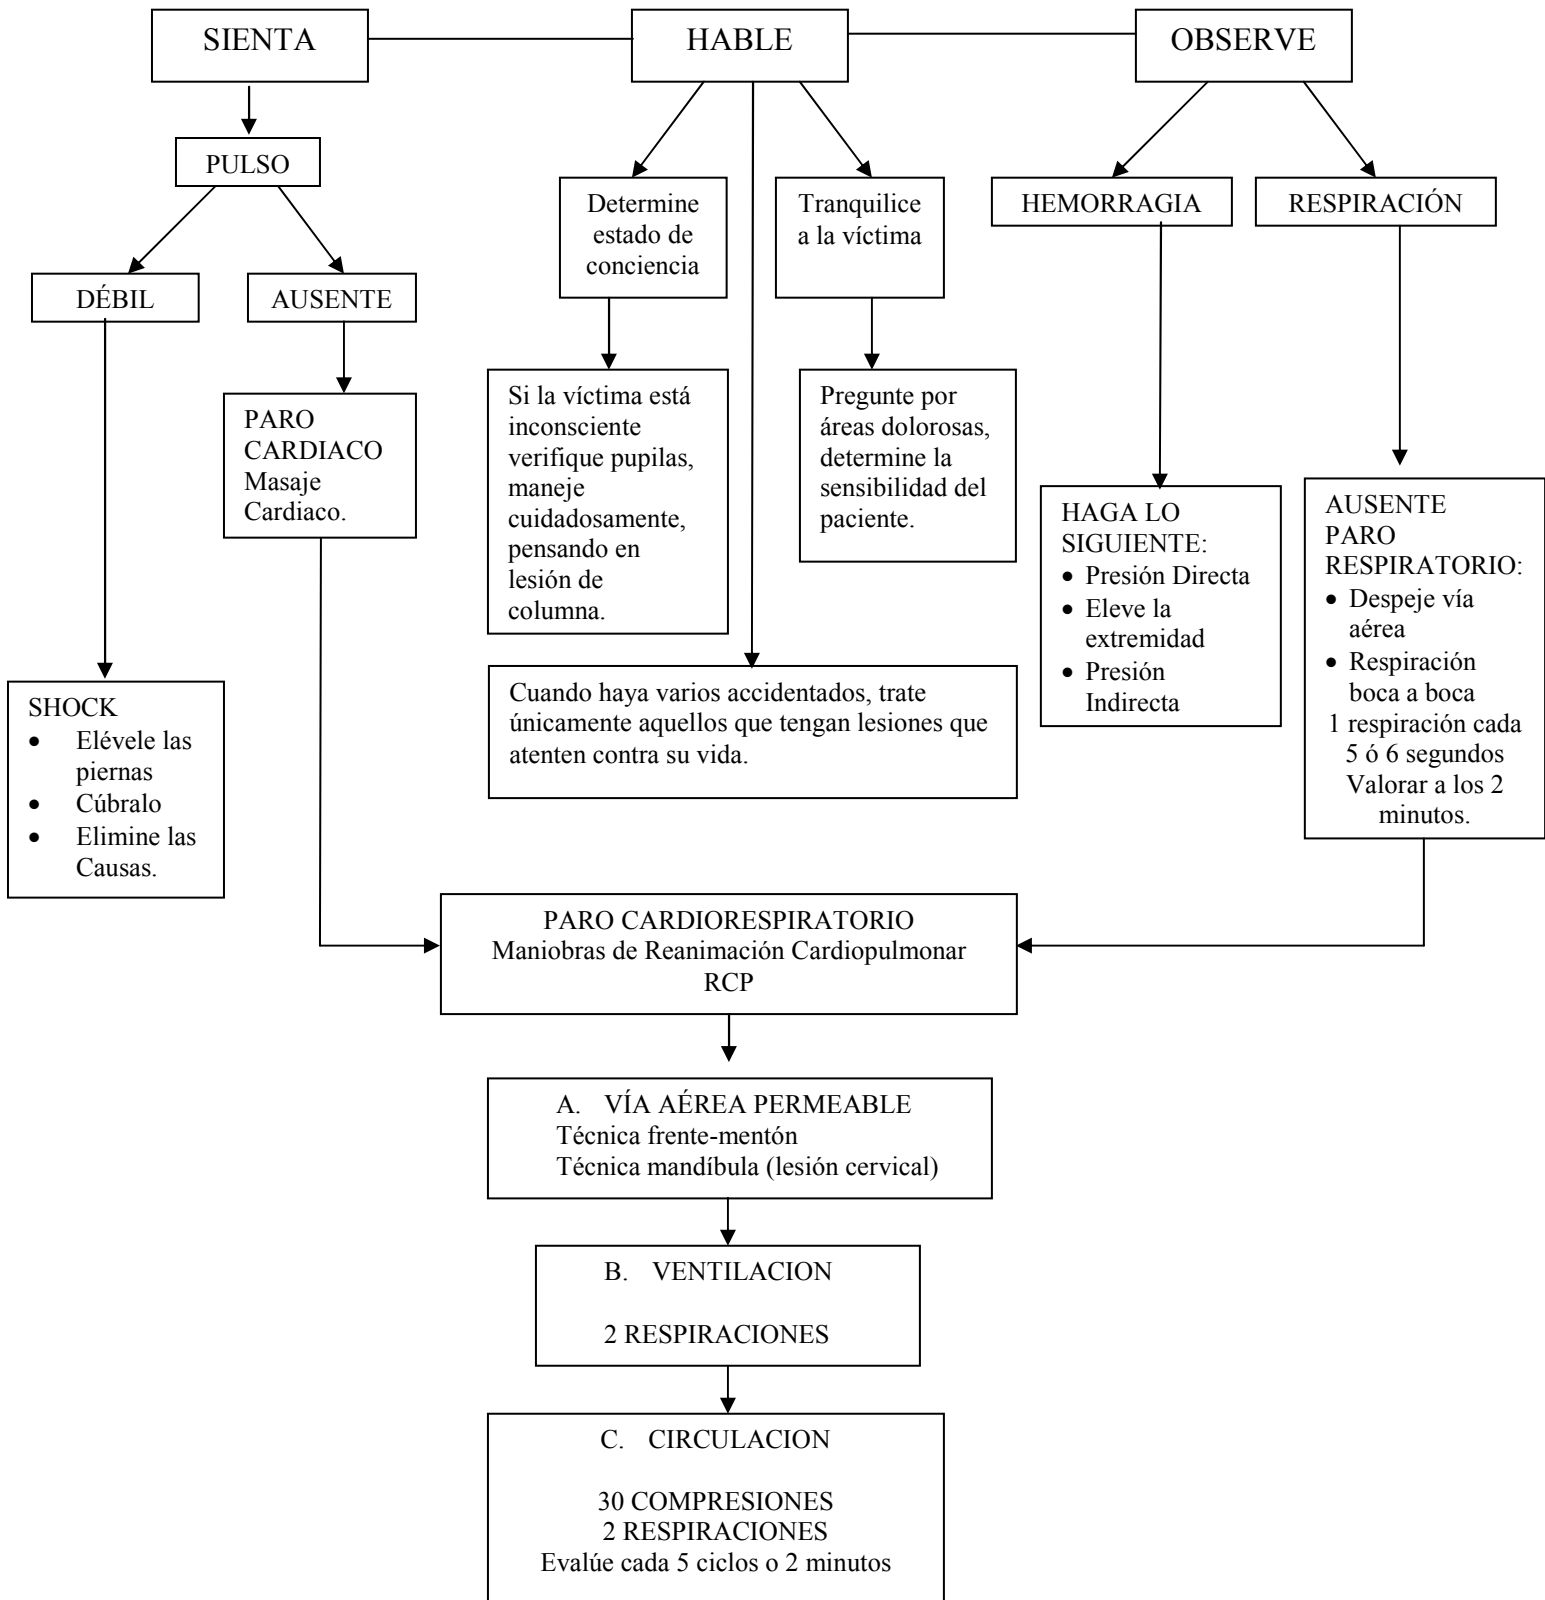 SIENTA
HABLE
OBSERVE
PULSO
Determine
estado de
conciencia
Tranquilice
a la víctima
HEMORRAGIA
RESPIRACIÓN
DÉBIL
AUSENTE
PARO
CARDIACO
Masaje
Cardiaco.
Si la víctima está
inconsciente
verifique pupilas,
maneje
cuidadosamente,
pensando en
lesión de
columna.
Pregunte por
áreas dolorosas,
determine la
sensibilidad del
paciente.
HAGA LO
SIGUIENTE:
• Presión Directa
• Eleve la
extremidad
• Presión
Indirecta
AUSENTE
PARO
RESPIRATORIO:
• Despeje vía
aérea
• Respiración
boca a boca
1 respiración cada
5 ó 6 segundos
Valorar a los 2
minutos.
SHOCK
• Elévele las
piernas
• Cúbralo
• Elimine las
Causas.
Cuando haya varios accidentados, trate
únicamente aquellos que tengan lesiones que
atenten contra su vida.
PARO CARDIORESPIRATORIO
Maniobras de Reanimación Cardiopulmonar
RCP
A. VÍA AÉREA PERMEABLE
Técnica frente-mentón
Técnica mandíbula (lesión cervical)
B. VENTILACION
2 RESPIRACIONES
C. CIRCULACION
30 COMPRESIONES
2 RESPIRACIONES
Evalúe cada 5 ciclos o 2 minutos